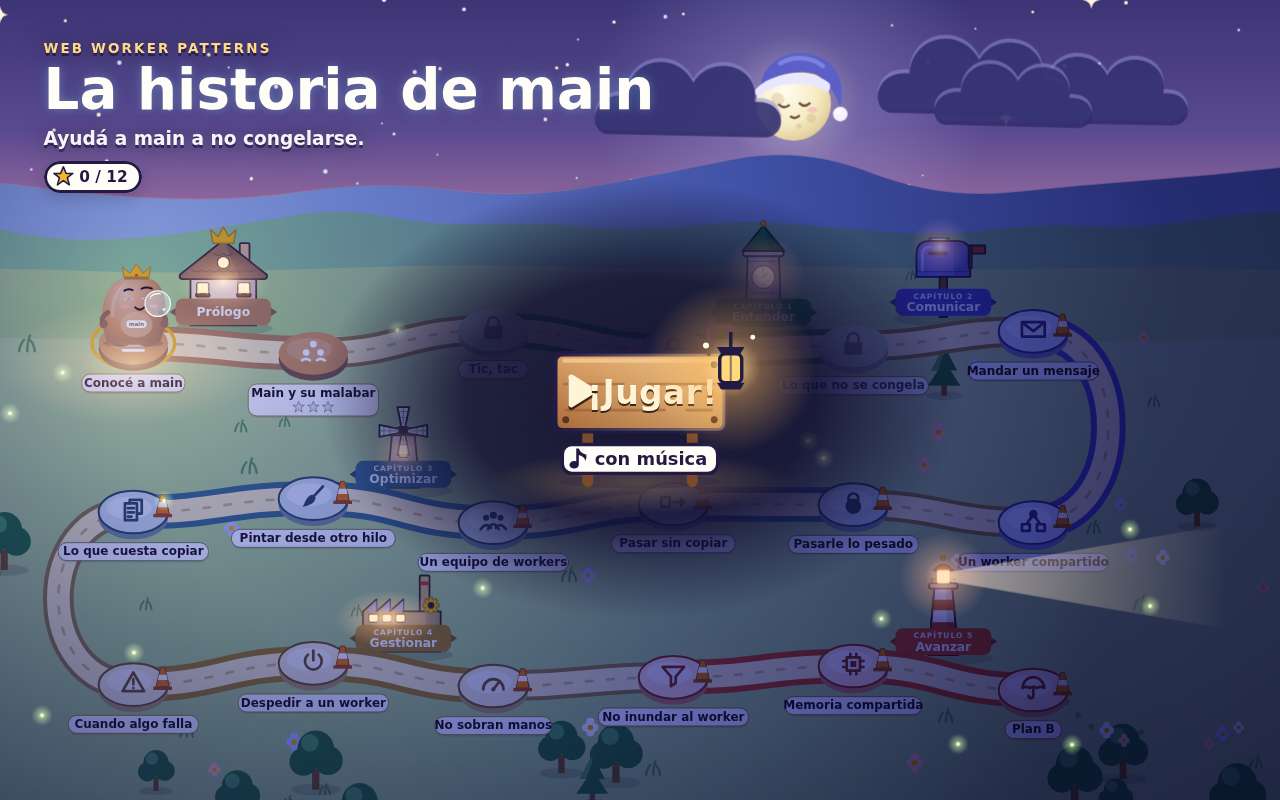 WEB WORKER PATTERNS
La historia de main
Ayudá a main a no congelarse.
0 / 12
Prólogo
main
Conocé a main
Main y su malabar
Tic, tac
CAPÍTULO 1
Entender
Lo que no se congela
CAPÍTULO 2
Comunicar
Mandar un mensaje
¡Jugar!
con música
CAPÍTULO 3
Optimizar
Lo que cuesta copiar
Pintar desde otro hilo
Un equipo de workers
Pasar sin copiar
Pasarle lo pesado
Un worker compartido
CAPÍTULO 4
Gestionar
CAPÍTULO 5
Avanzar
Cuando algo falla
Despedir a un worker
No sobran manos
No inundar al worker
Memoria compartida
Plan B